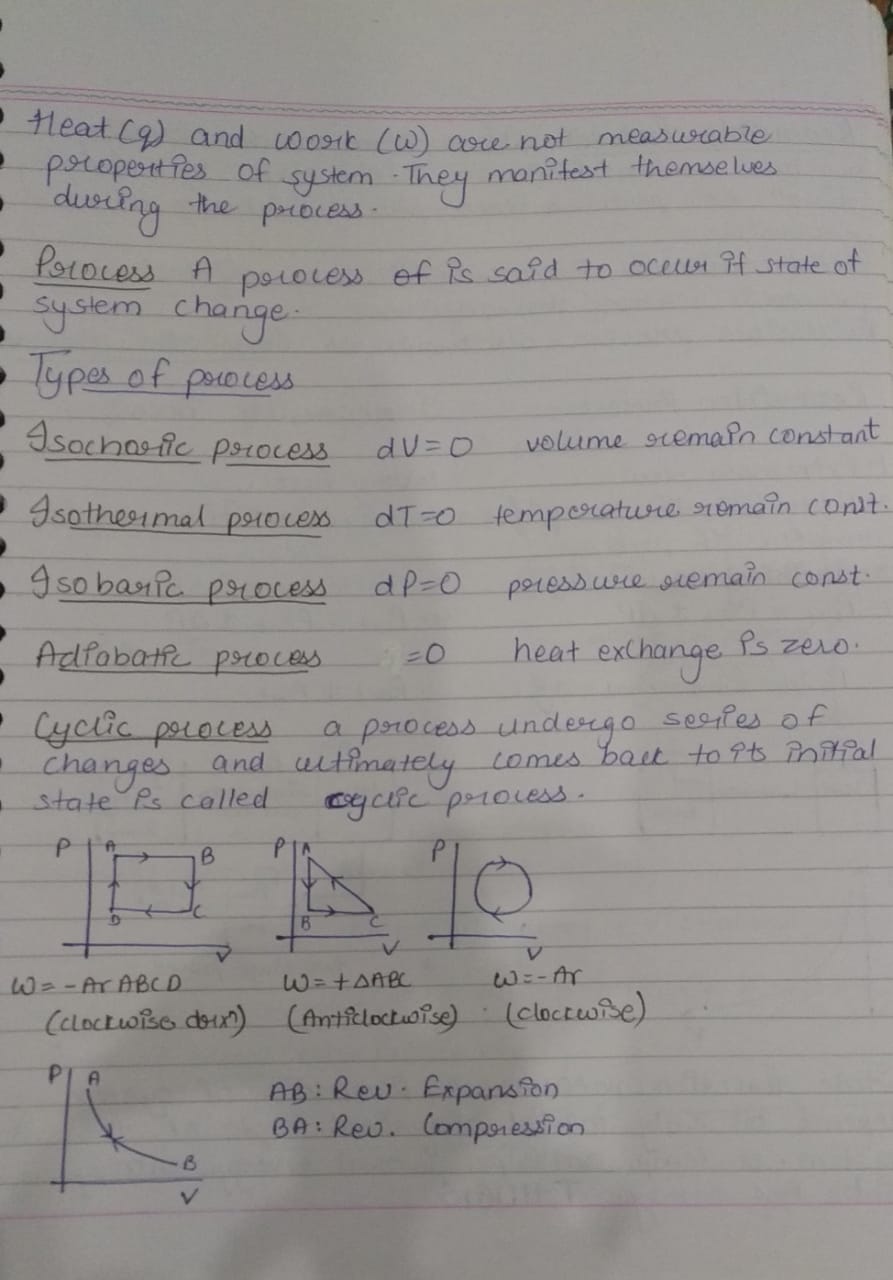 Heat (q) and work (w) are not measurable
properties of system. They manifest themselves
during the process.
Process A process of is said to occur if state of
system change.
Types of process
Isochoric process dV=0 volume remain constant
Isothermal process dT=0 temperature remain const.
Isobaric process dP=0 pressure remain const.
Adiabatic process =0 heat exchange is zero.
Cyclic process a process undergo series of
changes and ultimately comes back to its initial
state is called cyclic process.
P A B P A P
D C B C
V V V
W = -Ar ABCD W = + ΔABC W = -Ar
(clockwise dirxn) (Anticlockwise) (clockwise)
P A AB : Rev. Expansion
BA : Rev. Compression
B
V